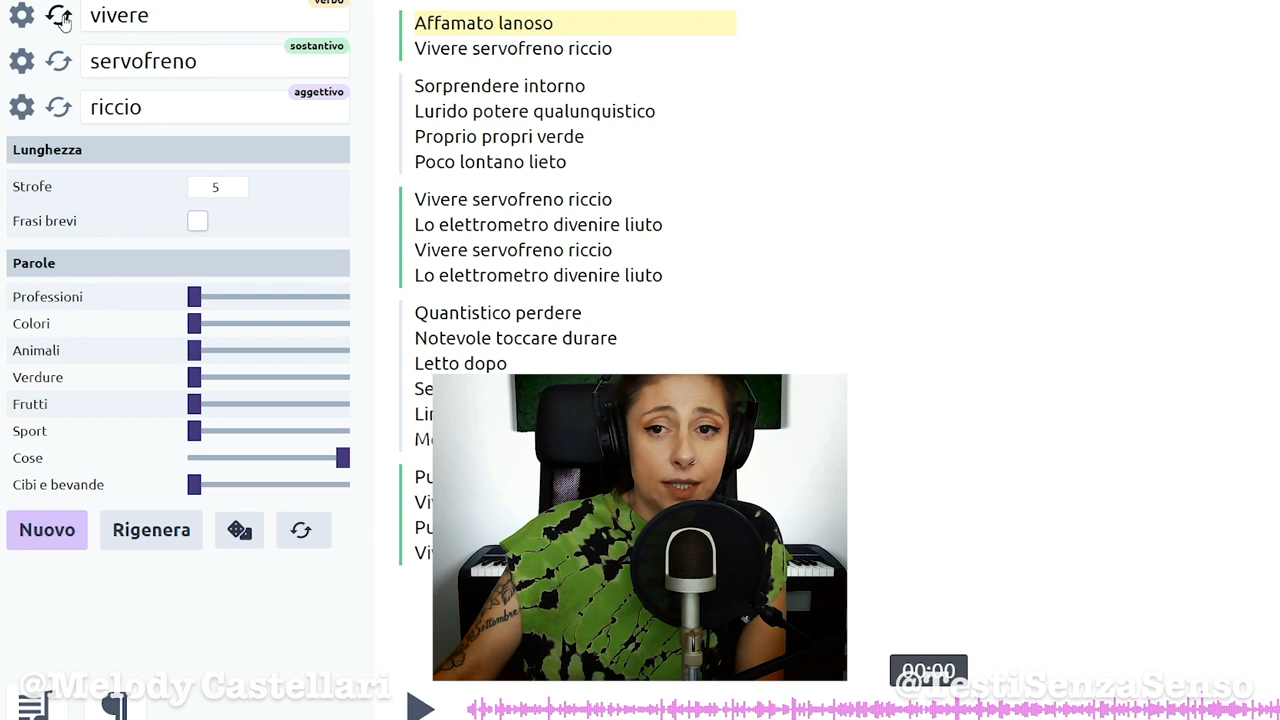 verbo
vivere
sostantivo
servofreno
aggettivo
riccio
Lunghezza
Strofe
5
Frasi brevi
Parole
Professioni
Colori
Animali
Verdure
Frutti
Sport
Cose
Cibi e bevande
Nuovo
Rigenera
Affamato lanoso
Vivere servofreno riccio
Sorprendere intorno
Lurido potere qualunquistico
Proprio propri verde
Poco lontano lieto
Vivere servofreno riccio
Lo elettrometro divenire liuto
Vivere servofreno riccio
Lo elettrometro divenire liuto
Quantistico perdere
Notevole toccare durare
Letto dopo
Settembre
00:00
@Melody Castellari
@TestiSenzaSenso